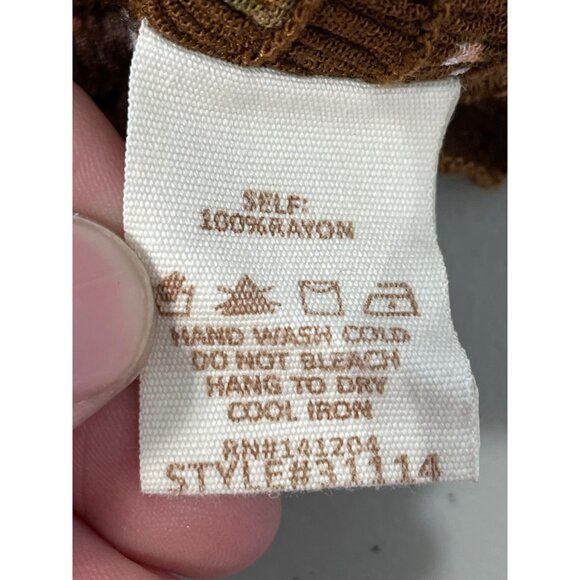 SELF:
100%RAYON
HAND WASH COLD
DO NOT BLEACH
HANG TO DRY
COOL IRON
RN#141204
STYLE#31114